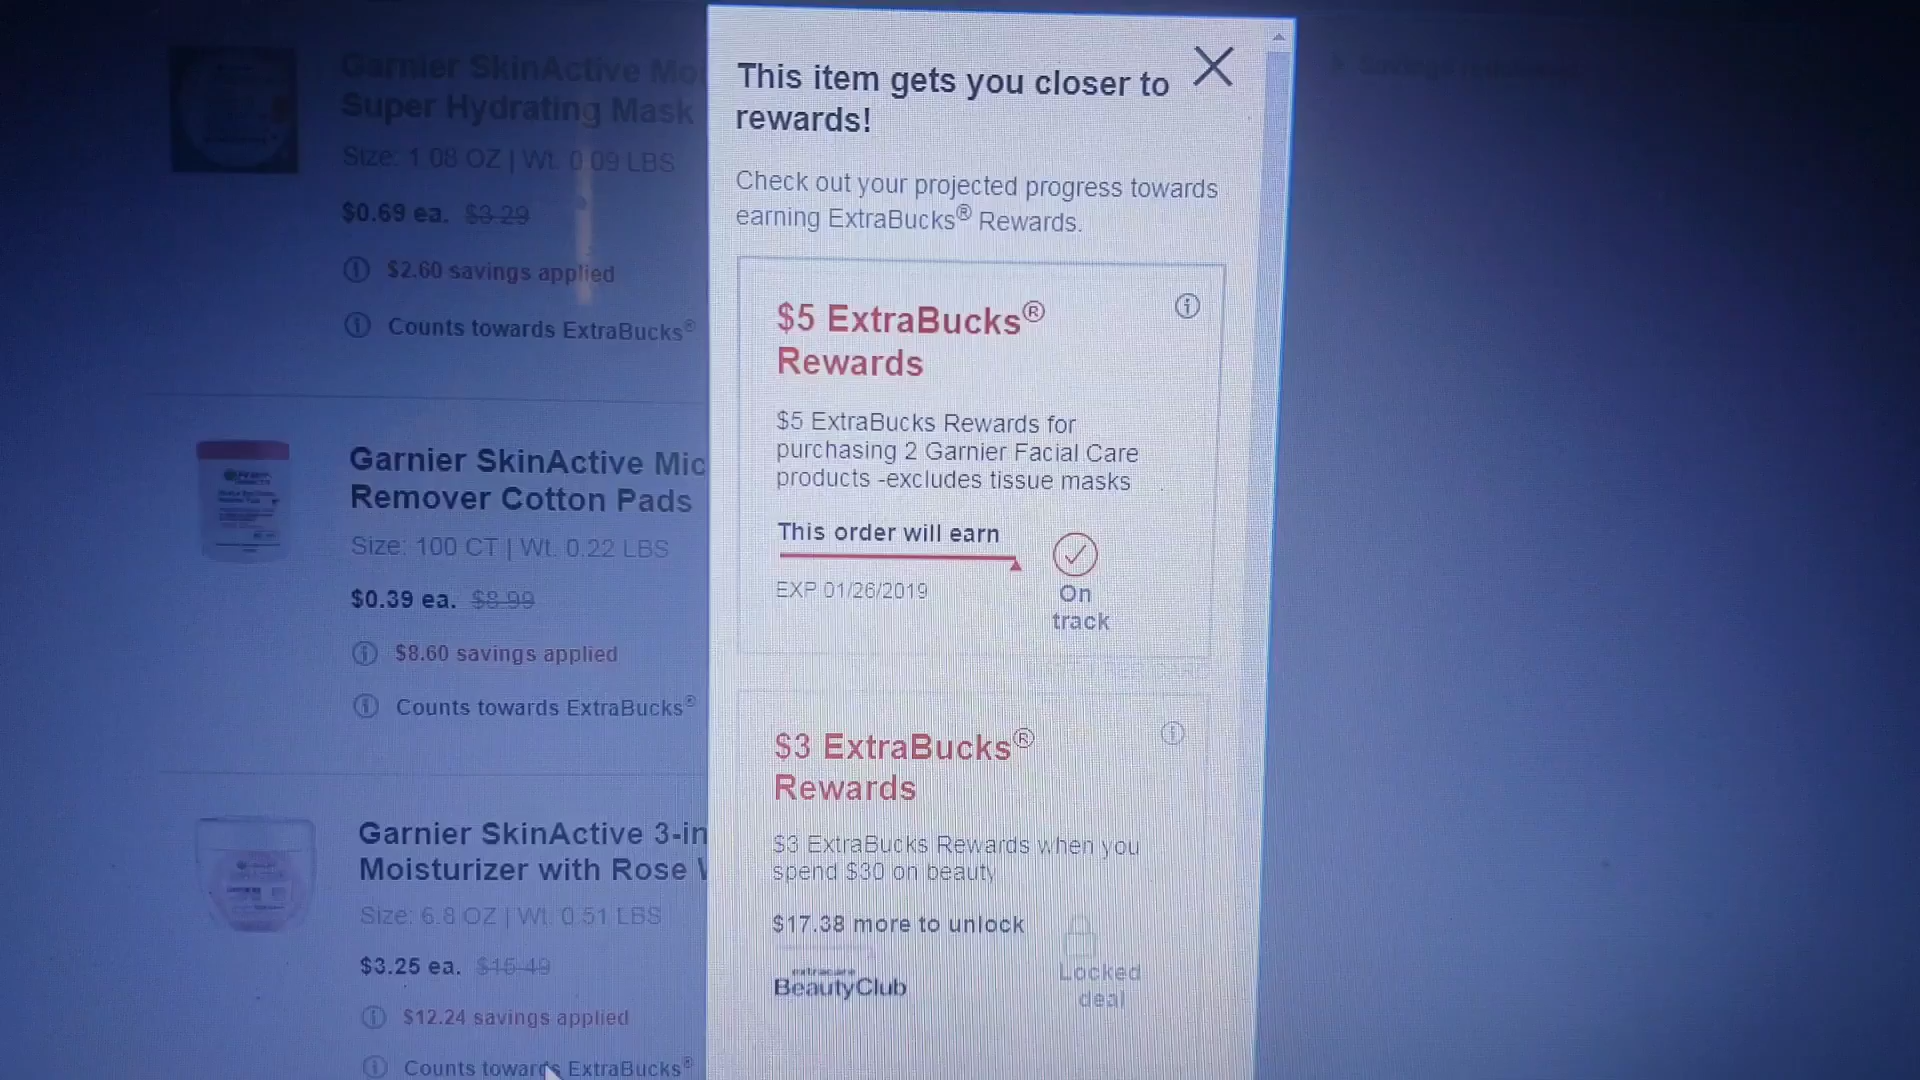 Garnier SkinActive Mo
Super Hydrating Mask
Size: 1.08 OZ | Wt. 0.09 LBS
$0.69 ea. $3.29
$2.60 savings applied
Counts towards ExtraBucks®
Garnier SkinActive Mic
Remover Cotton Pads
Size: 100 CT | Wt. 0.22 LBS
$0.39 ea. $8.99
$8.60 savings applied
Counts towards ExtraBucks®
Garnier SkinActive 3-in
Moisturizer with Rose
Size: 6.8 OZ | Wt. 0.51 LBS
$3.25 ea. $15.49
$12.24 savings applied
Counts towards ExtraBucks®
This item gets you closer to
rewards!
Check out your projected progress towards
earning ExtraBucks® Rewards.
$5 ExtraBucks®
Rewards
$5 ExtraBucks Rewards for
purchasing 2 Garnier Facial Care
products -excludes tissue masks
This order will earn
EXP 01/26/2019
On
track
$3 ExtraBucks®
Rewards
$3 ExtraBucks Rewards when you
spend $30 on beauty
$17.38 more to unlock
extracare
BeautyClub
Locked
deal